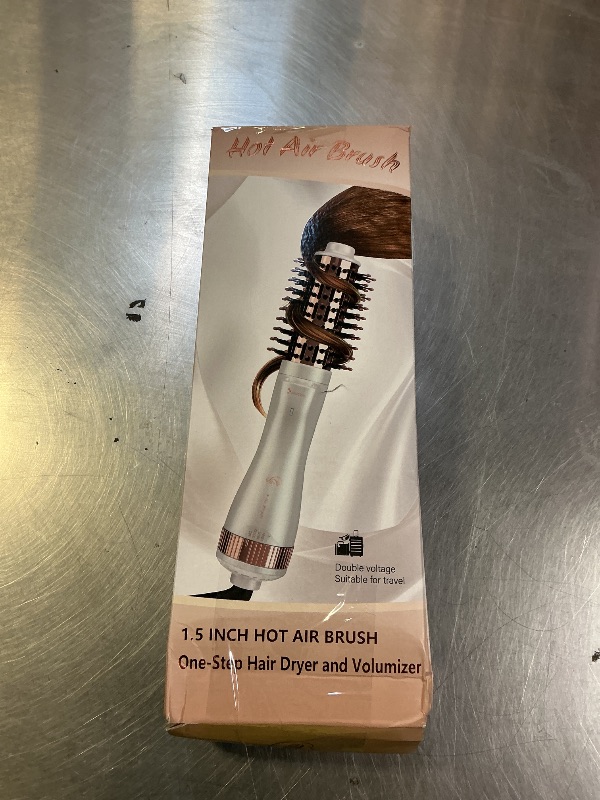 Hot Air Brush
Double voltage
Suitable for travel
1.5 INCH HOT AIR BRUSH
One-Step Hair Dryer and Volumizer